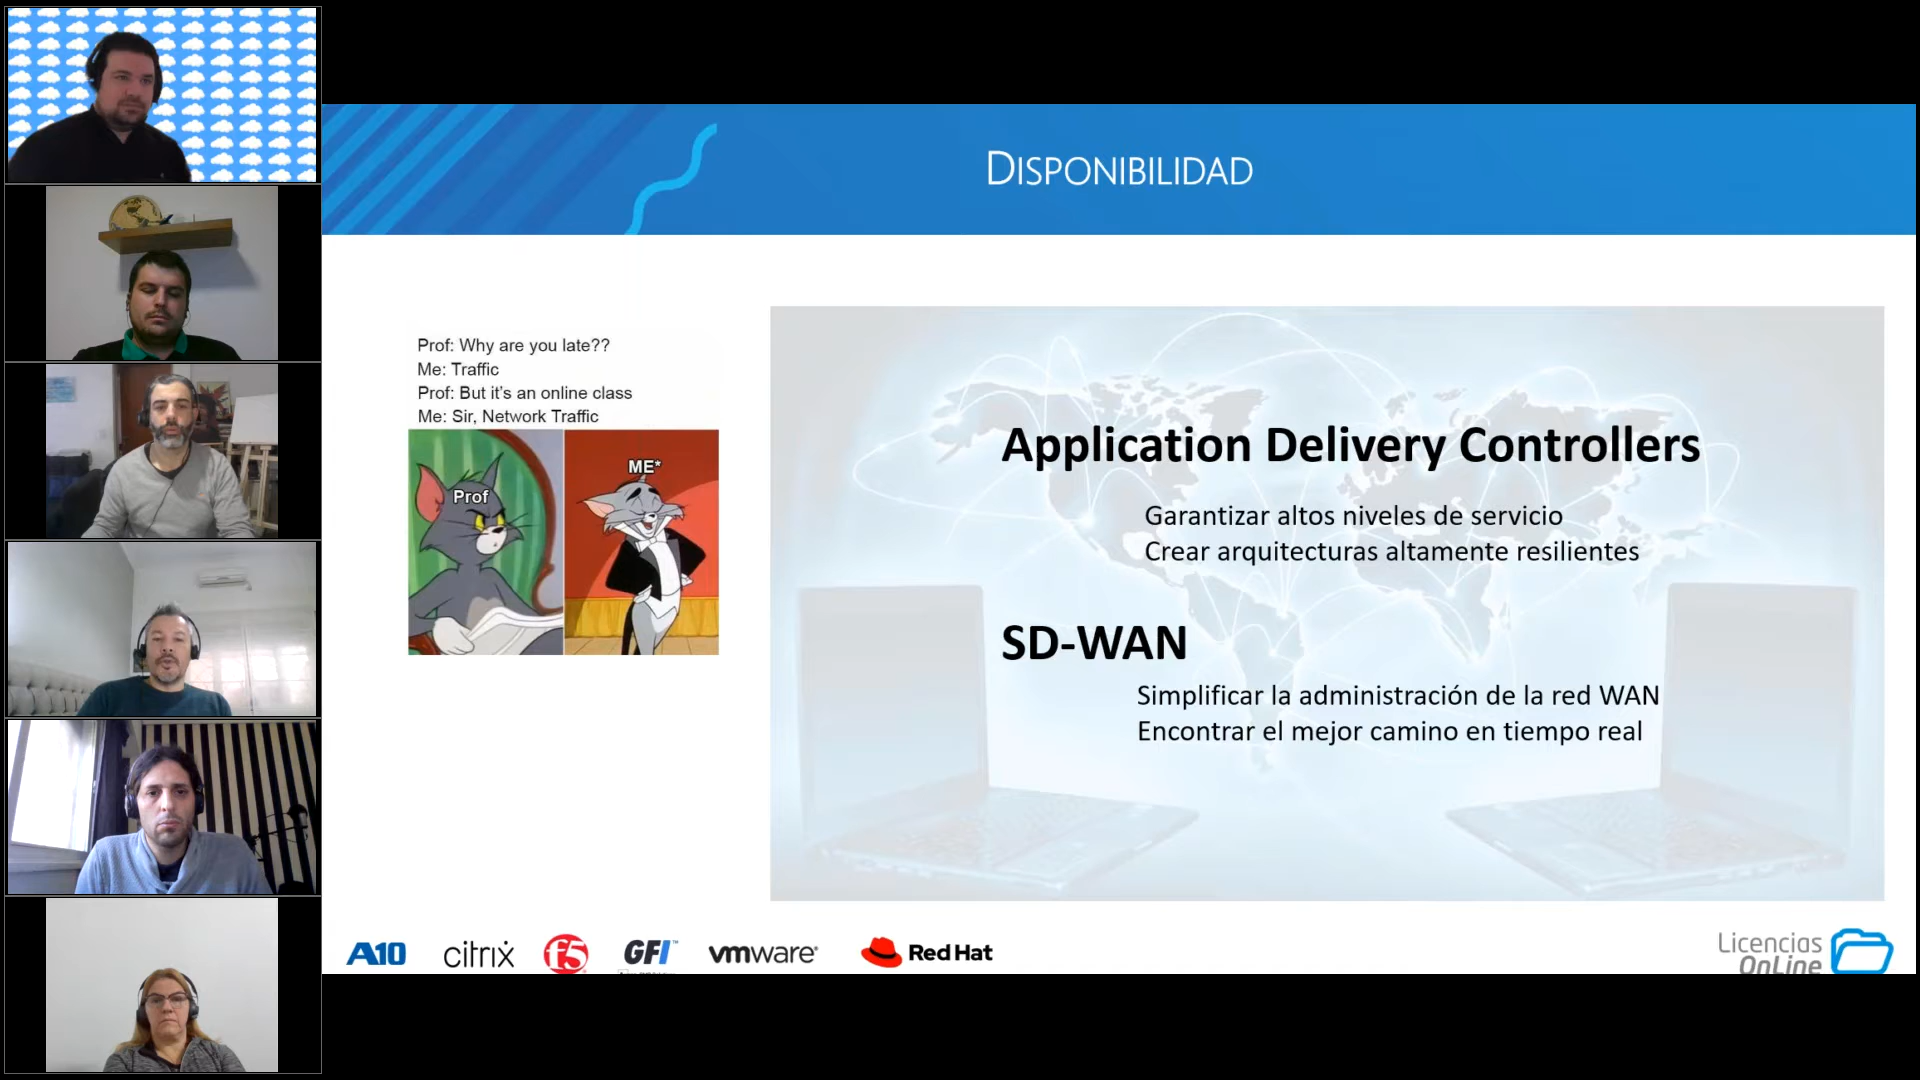 DISPONIBILIDAD
Prof: Why are you late??
Me: Traffic
Prof: But it's an online class
Me: Sir, Network Traffic
Prof
ME*
Application Delivery Controllers
Garantizar altos niveles de servicio
Crear arquitecturas altamente resilientes
SD-WAN
Simplificar la administración de la red WAN
Encontrar el mejor camino en tiempo real
A10
citrix
f5
GFI™
vmware®
Red Hat
Licencias
OnLine